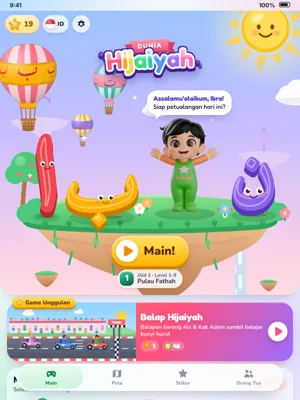 9:41
100%
19
ID
DUNIA
Hijaiyah
Assalamu'alaikum, Ibra!
Siap petualangan hari ini?
Main!
1
Jilid 1 · Level 1-8
Pulau Fathah
Game Unggulan
Balap Hijaiyah
Balapan bareng Ais & Kak Adam sambil belajar
bunyi huruf!
Main
Peta
Stiker
Orang Tua